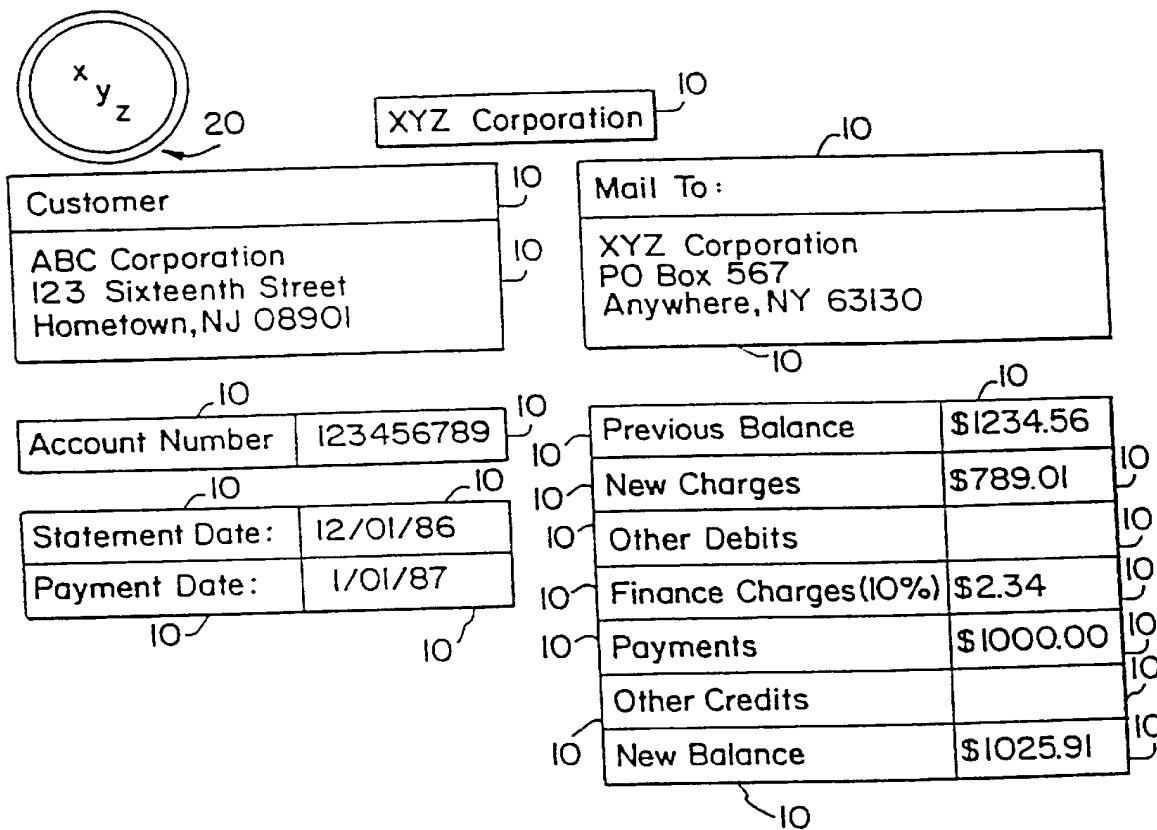 x
y
z
20
XYZ Corporation
10
Customer
10
ABC Corporation
123 Sixteenth Street
Hometown, NJ 08901
10
10
Mail To:
XYZ Corporation
PO Box 567
Anywhere, NY 63130
10
10
Account Number 123456789
10
10
10
Statement Date: 12/01/86
Payment Date: 1/01/87
10
10
10
10 Previous Balance $1234.56
10 New Charges $789.01 10
10 Other Debits 10
10 Finance Charges (10%) $2.34 10
10 Payments $1000.00 10
Other Credits 10
10 New Balance $1025.91 10
10